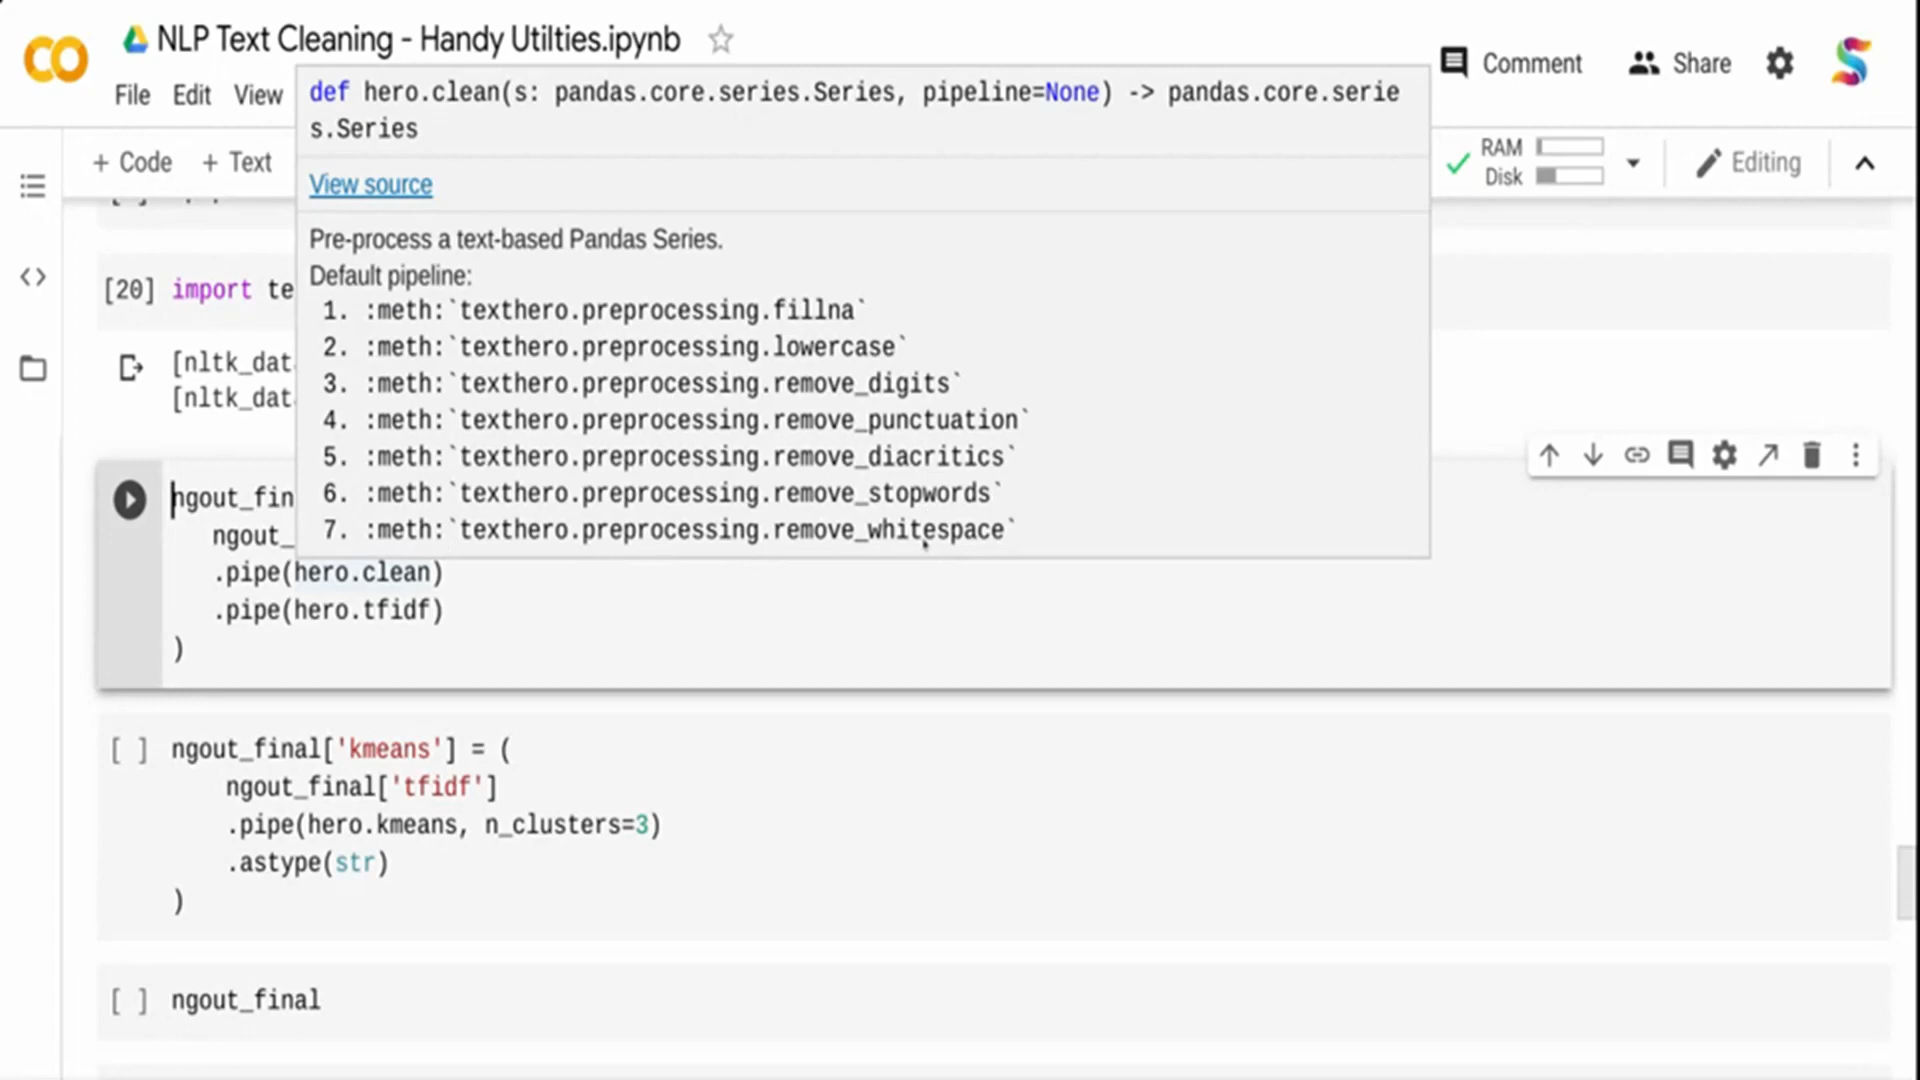 NLP Text Cleaning - Handy Utilties.ipynb
File Edit View
Comment Share
def hero.clean(s: pandas.core.series.Series, pipeline=None) -> pandas.core.serie
s.Series
+ Code + Text
View source
RAM
Disk
Editing
Pre-process a text-based Pandas Series.
Default pipeline:
1. :meth:`texthero.preprocessing.fillna`
2. :meth:`texthero.preprocessing.lowercase`
3. :meth:`texthero.preprocessing.remove_digits`
4. :meth:`texthero.preprocessing.remove_punctuation`
5. :meth:`texthero.preprocessing.remove_diacritics`
6. :meth:`texthero.preprocessing.remove_stopwords`
7. :meth:`texthero.preprocessing.remove_whitespace`
[20] import te
[nltk_dat
[nltk_dat
ngout_fin
ngout_
.pipe(hero.clean)
.pipe(hero.tfidf)
)
[ ] ngout_final['kmeans'] = (
ngout_final['tfidf']
.pipe(hero.kmeans, n_clusters=3)
.astype(str)
)
[ ] ngout_final